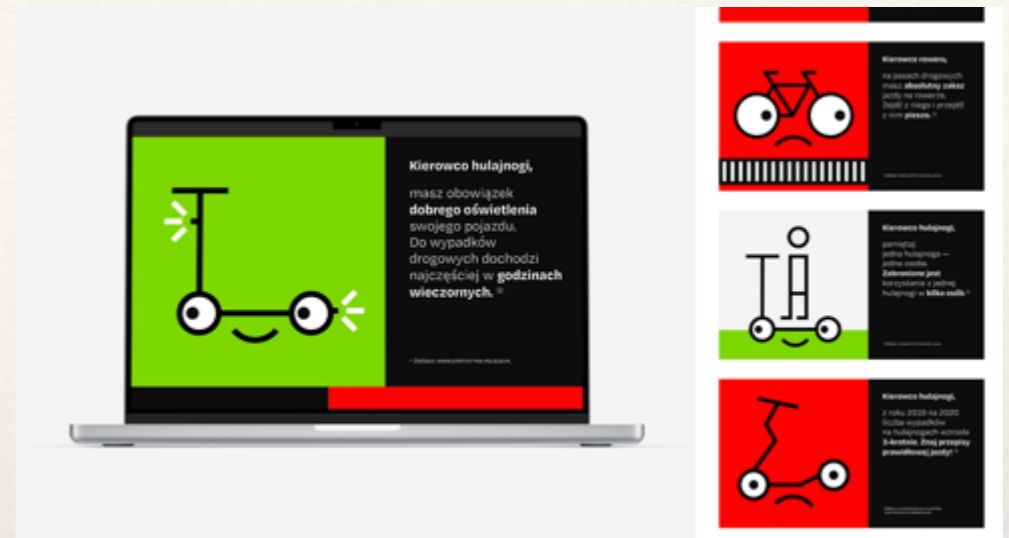 Kierowco hulajnogi,
masz obowiązek
dobrego oświetlenia
swojego pojazdu.
Do wypadków
drogowych dochodzi
najczęściej w godzinach
wieczornych.
Kierowco roweru,
na pasach drogowych
masz absolutny zakaz
jazdy na rowerze.
Zejdź z niego i przejdź
z nim pieszo.
Kierowco hulajnogi,
pamiętaj:
jedna hulajnoga —
jedna osoba.
Zabronione jest
korzystanie z jednej
hulajnogi w kilka osób.
Kierowco hulajnogi,
z roku 2019 na 2020
liczba wypadków
na hulajnogach wzrosła
3-krotnie. Znaj przepisy
prawidłowej jazdy!